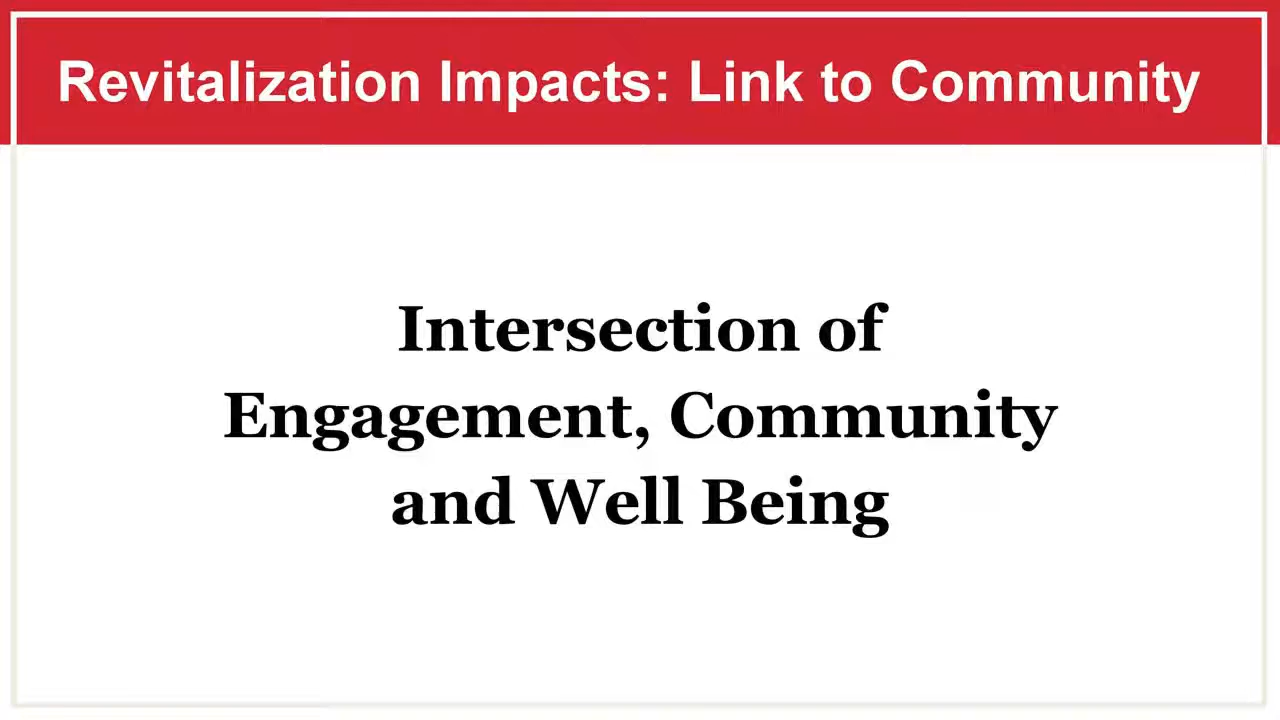 Revitalization Impacts: Link to Community
Intersection of
Engagement, Community
and Well Being